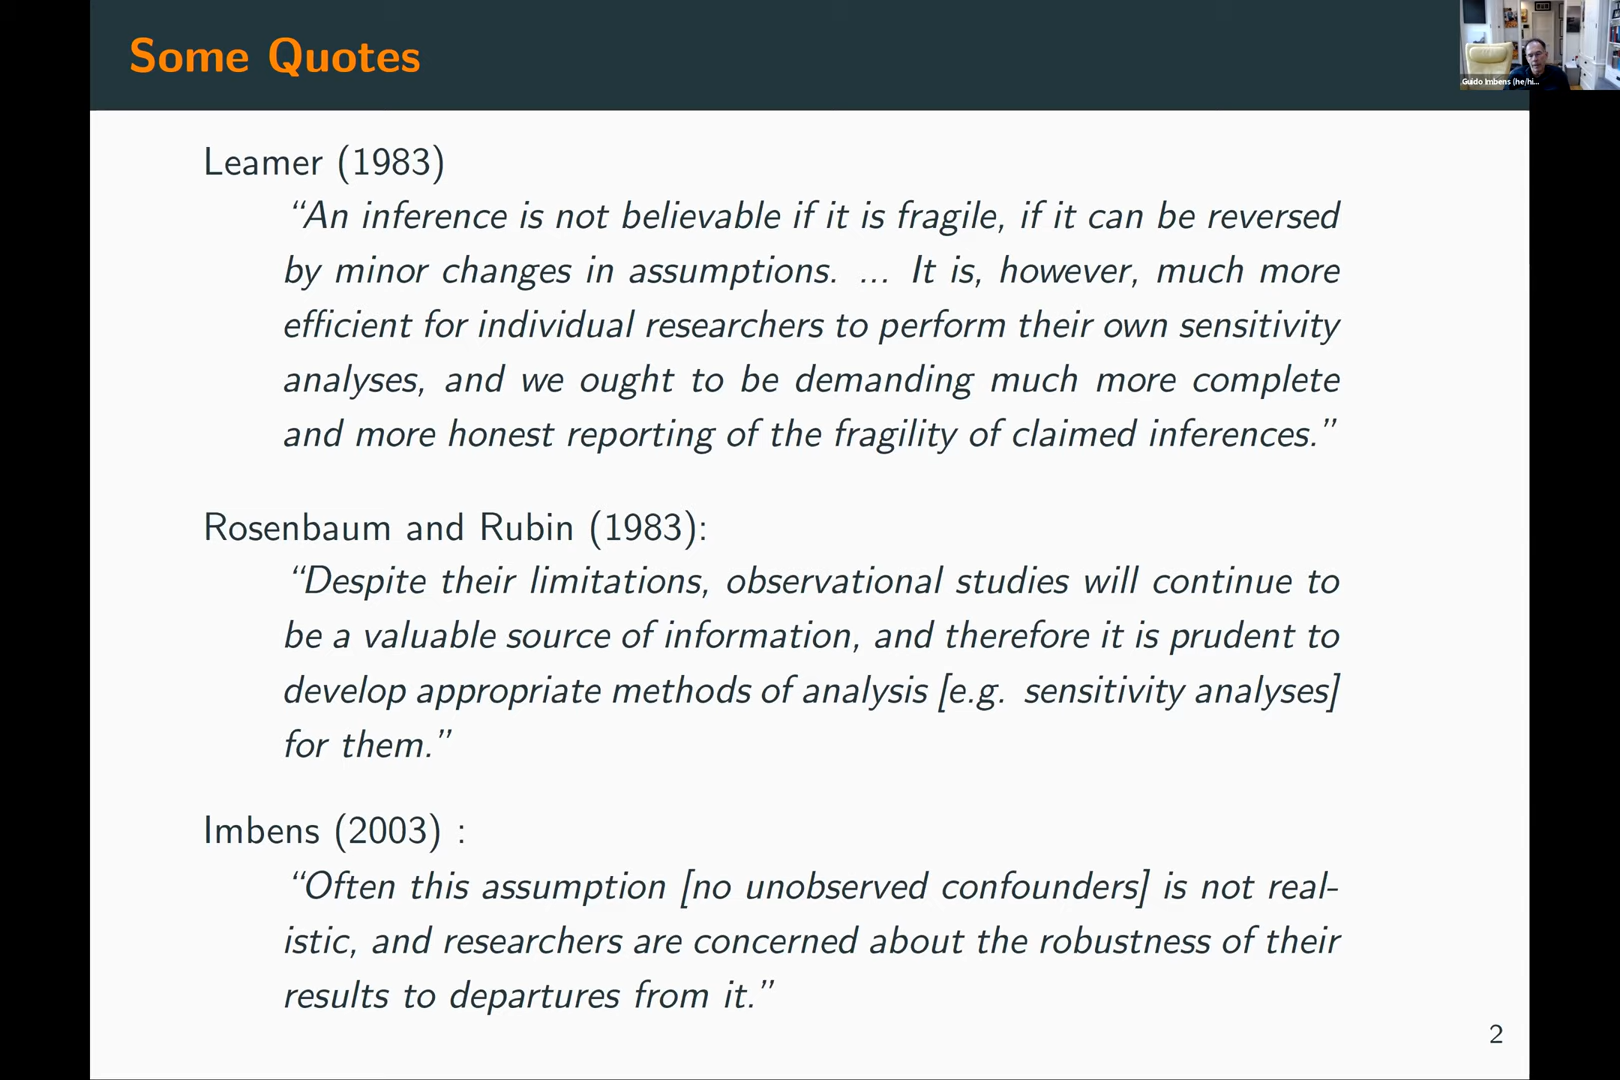 Some Quotes
Guido Imbens (he/hi...
Leamer (1983)
“An inference is not believable if it is fragile, if it can be reversed
by minor changes in assumptions. ... It is, however, much more
efficient for individual researchers to perform their own sensitivity
analyses, and we ought to be demanding much more complete
and more honest reporting of the fragility of claimed inferences.”
Rosenbaum and Rubin (1983):
“Despite their limitations, observational studies will continue to
be a valuable source of information, and therefore it is prudent to
develop appropriate methods of analysis [e.g. sensitivity analyses]
for them.”
Imbens (2003) :
“Often this assumption [no unobserved confounders] is not real-
istic, and researchers are concerned about the robustness of their
results to departures from it.”
2